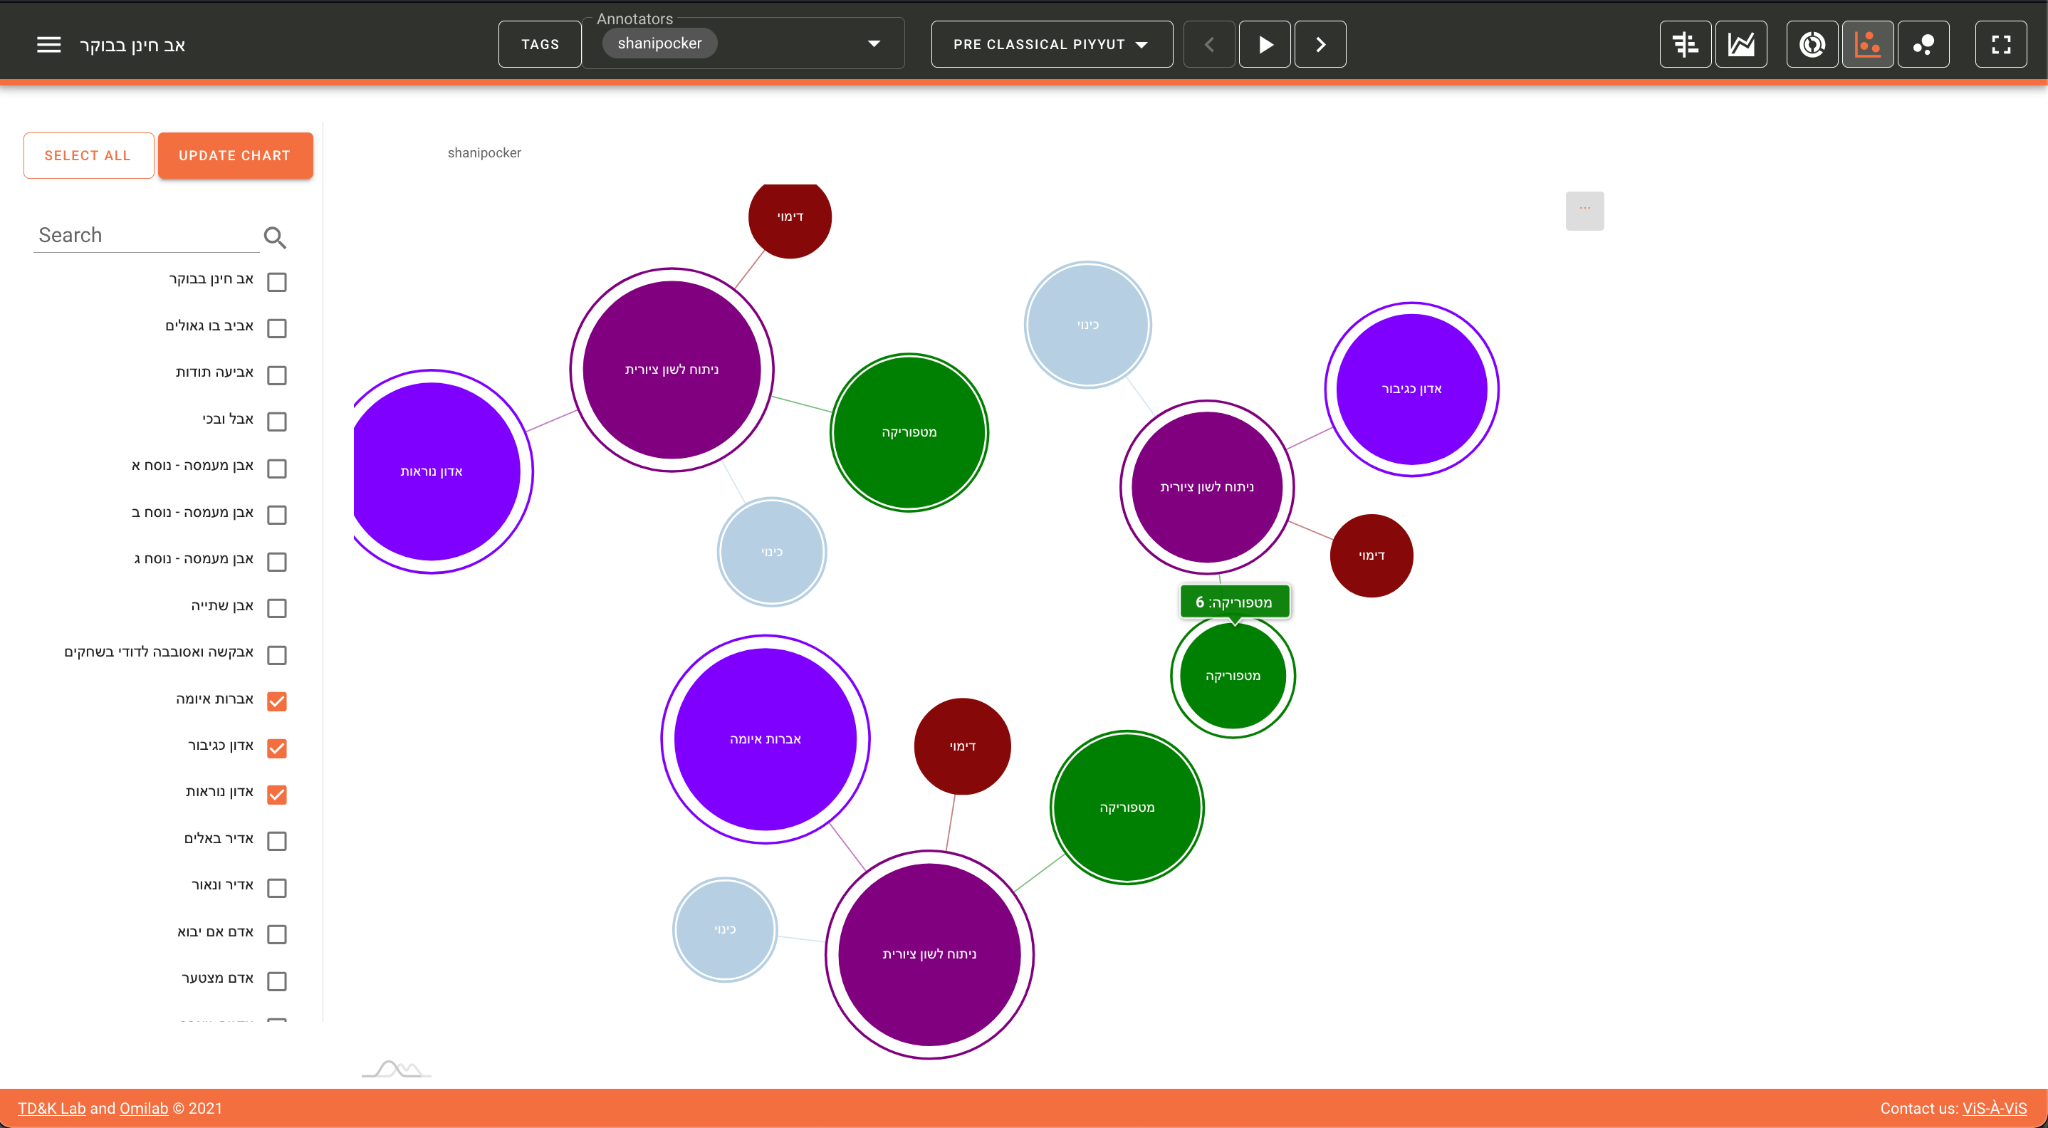 אב חינן בבוקר
TAGS
Annotators
shanipocker
PRE CLASSICAL PIYYUT
SELECT ALL
UPDATE CHART
Search
אב חינן בבוקר
אביב בו גאולים
אביעה תודות
אבל ובכי
אבן מעמסה - נוסח א
אבן מעמסה - נוסח ב
אבן מעמסה - נוסח ג
אבן שתייה
אבקשה ואסובבה לדודי בשחקים
אברות איומה
אדון כגיבור
אדון נוראות
אדיר באלים
אדיר ונאור
אדם אם יבוא
אדם מצטער
shanipocker
...
דימוי
ניתוח לשון ציורית
מטפוריקה
אדון נוראות
כינוי
כינוי
אדון כגיבור
ניתוח לשון ציורית
דימוי
מטפוריקה: 6
מטפוריקה
אברות איומה
דימוי
מטפוריקה
כינוי
ניתוח לשון ציורית
TD&K Lab and Omilab © 2021
Contact us: ViS-À-ViS